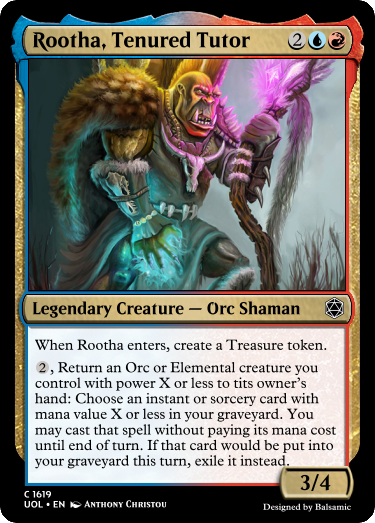 Rootha, Tenured Tutor 2
Legendary Creature — Orc Shaman
When Rootha enters, create a Treasure token.
2, Return an Orc or Elemental creature you
control with power X or less to tits owner's
hand: Choose an instant or sorcery card with
mana value X or less in your graveyard. You
may cast that spell without paying its mana cost
until end of turn. If that card would be put into
your graveyard this turn, exile it instead.
3/4
C 1619
UOL • EN Anthony Christou
Designed by Balsamic